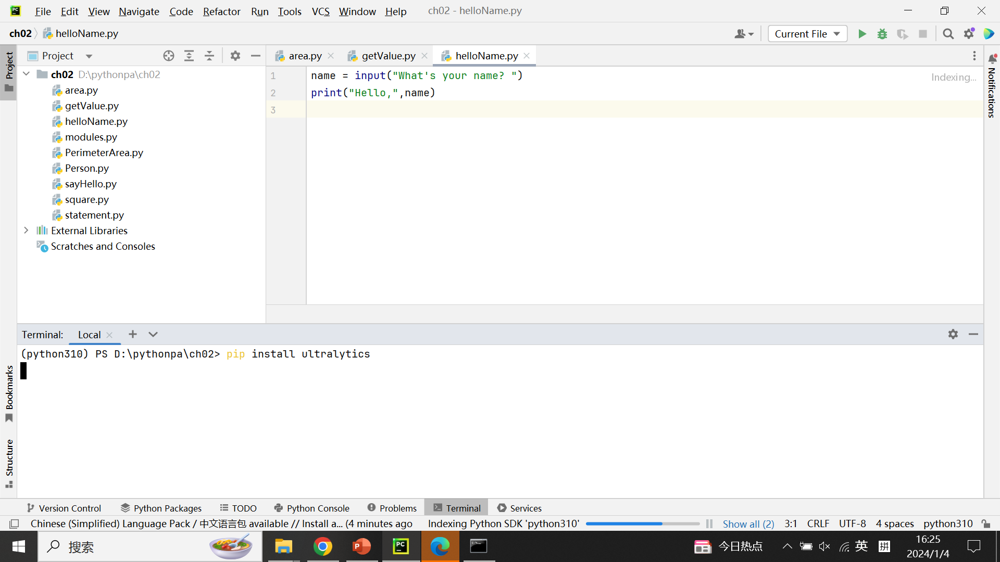 File Edit View Navigate Code Refactor Run Tools VCS Window Help ch02 - helloName.py
ch02 helloName.py Current File
Project area.py getValue.py helloName.py
Project
ch02 D:\pythonpa\ch02
area.py
getValue.py
helloName.py
modules.py
PerimeterArea.py
Person.py
sayHello.py
square.py
statement.py
External Libraries
Scratches and Consoles
1 name = input("What's your name? ")
2 print("Hello,",name)
3
Indexing...
Notifications
Terminal: Local
(python310) PS D:\pythonpa\ch02> pip install ultralytics
Bookmarks
Structure
Version Control Python Packages TODO Python Console Problems Terminal Services
Chinese (Simplified) Language Pack / 中文语言包 available // Install a... (4 minutes ago Indexing Python SDK 'python310' Show all (2) 3:1 CRLF UTF-8 4 spaces python310
搜索 今日热点 英 拼 16:25
2024/1/4